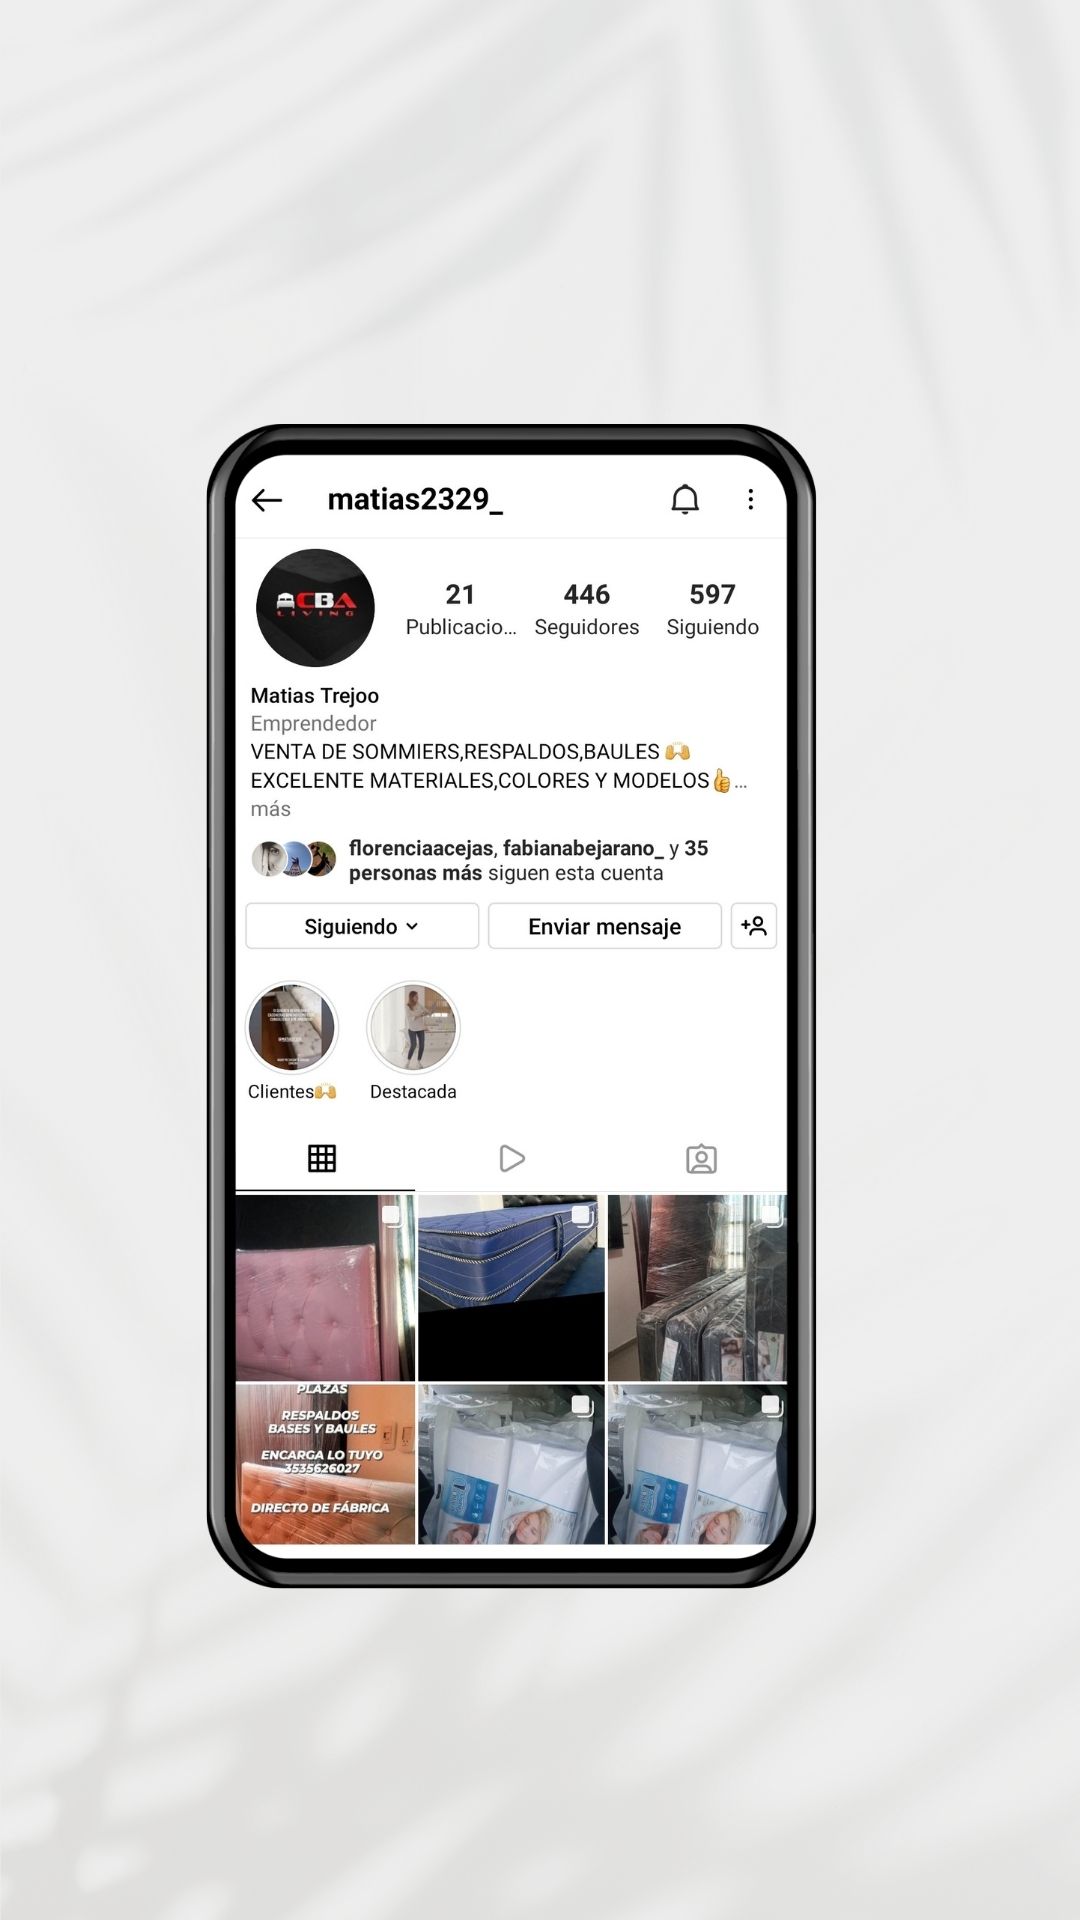 matias2329_
CBA
LIVING
21
446
597
Publicacio...
Seguidores
Siguiendo
Matias Trejoo
Emprendedor
VENTA DE SOMMIERS,RESPALDOS,BAULES 🙌
EXCELENTE MATERIALES,COLORES Y MODELOS👍...
más
florenciaacejas, fabianabejarano_ y 35
personas más siguen esta cuenta
Siguiendo
Enviar mensaje
Clientes🙌
Destacada
PLAZAS
RESPALDOS
BASES Y BAULES
ENCARGA LO TUYO
3535626027
DIRECTO DE FÁBRICA